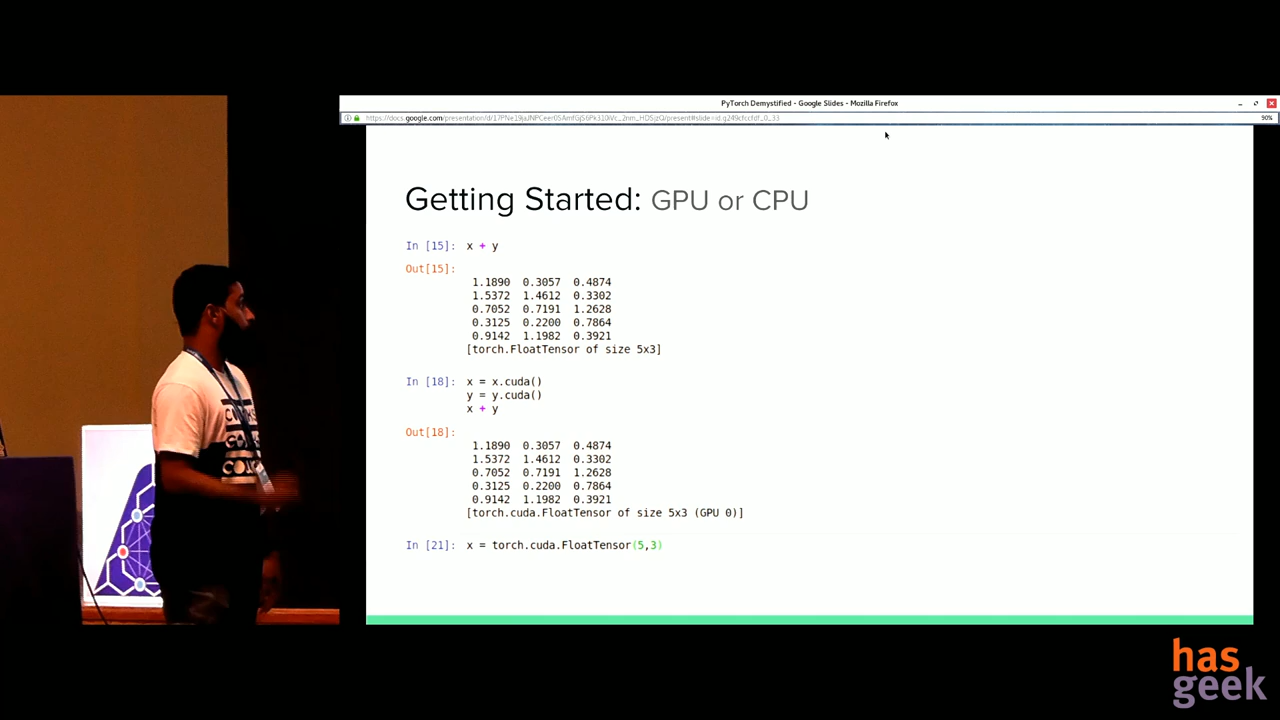 PyTorch Demystified - Google Slides - Mozilla Firefox
90%
Getting Started: GPU or CPU
In [15]: x + y
Out[15]:
1.1890 0.3057 0.4874
1.5372 1.4612 0.3302
0.7052 0.7191 1.2628
0.3125 0.2200 0.7864
0.9142 1.1982 0.3921
[torch.FloatTensor of size 5x3]
In [18]: x = x.cuda()
y = y.cuda()
x + y
Out[18]:
1.1890 0.3057 0.4874
1.5372 1.4612 0.3302
0.7052 0.7191 1.2628
0.3125 0.2200 0.7864
0.9142 1.1982 0.3921
[torch.cuda.FloatTensor of size 5x3 (GPU 0)]
In [21]: x = torch.cuda.FloatTensor(5,3)
has
geek